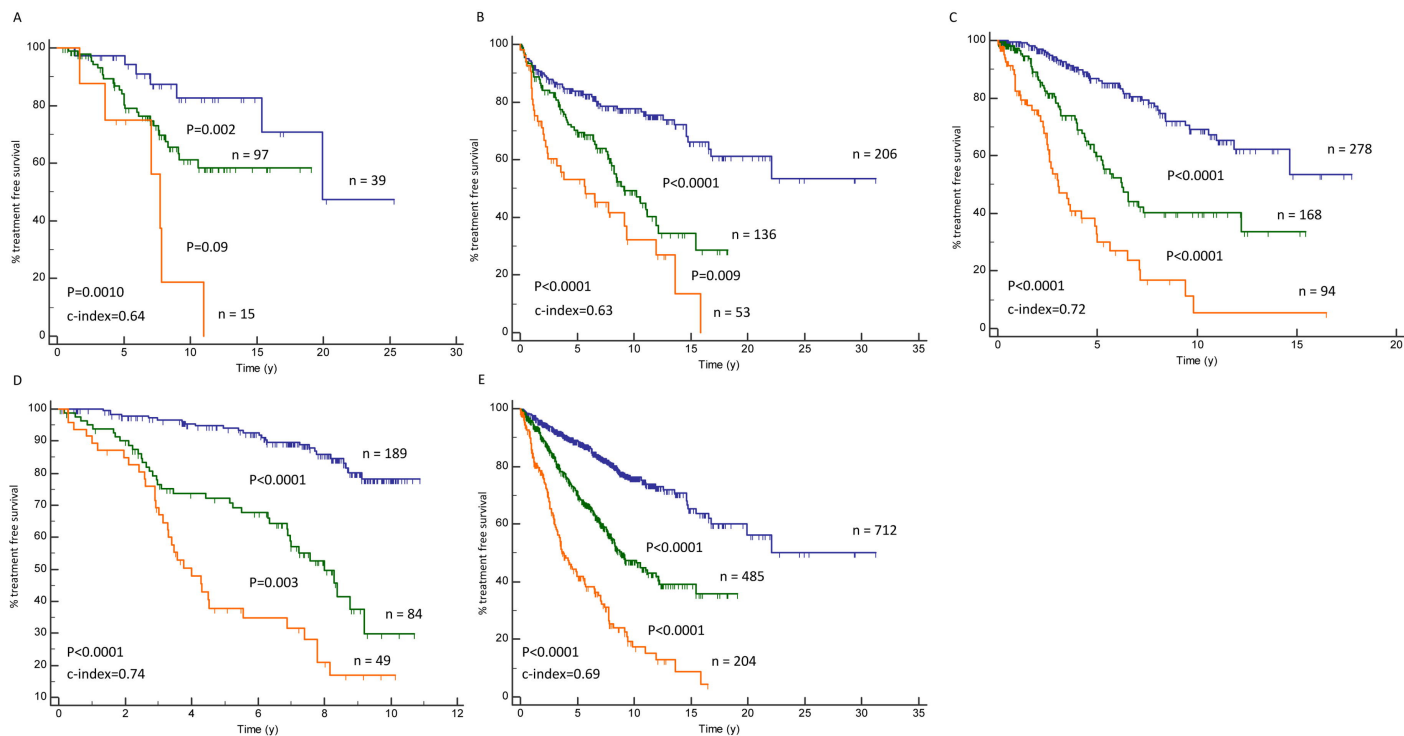 A
% treatment free survival
100
80
60
40
20
0
P=0.002
n = 97
n = 39
P=0.09
P=0.0010
c-index=0.64
n = 15
0 5 10 15 20 25 30
Time (y)
B
% treatment free survival
100
80
60
40
20
0
n = 206
P<0.0001
n = 136
P=0.009
P<0.0001
c-index=0.63
n = 53
0 5 10 15 20 25 30 35
Time (y)
C
% treatment free survival
100
80
60
40
20
0
n = 278
P<0.0001
n = 168
P<0.0001
P<0.0001
c-index=0.72
n = 94
0 5 10 15 20
Time (y)
D
% treatment free survival
100
90
80
70
60
50
40
30
20
10
n = 189
P<0.0001
P=0.003
n = 84
P<0.0001
c-index=0.74
n = 49
0 2 4 6 8 10 12
Time (y)
E
% treatment free survival
100
80
60
40
20
0
n = 712
P<0.0001
n = 485
P<0.0001
P<0.0001
c-index=0.69
n = 204
0 5 10 15 20 25 30 35
Time (y)